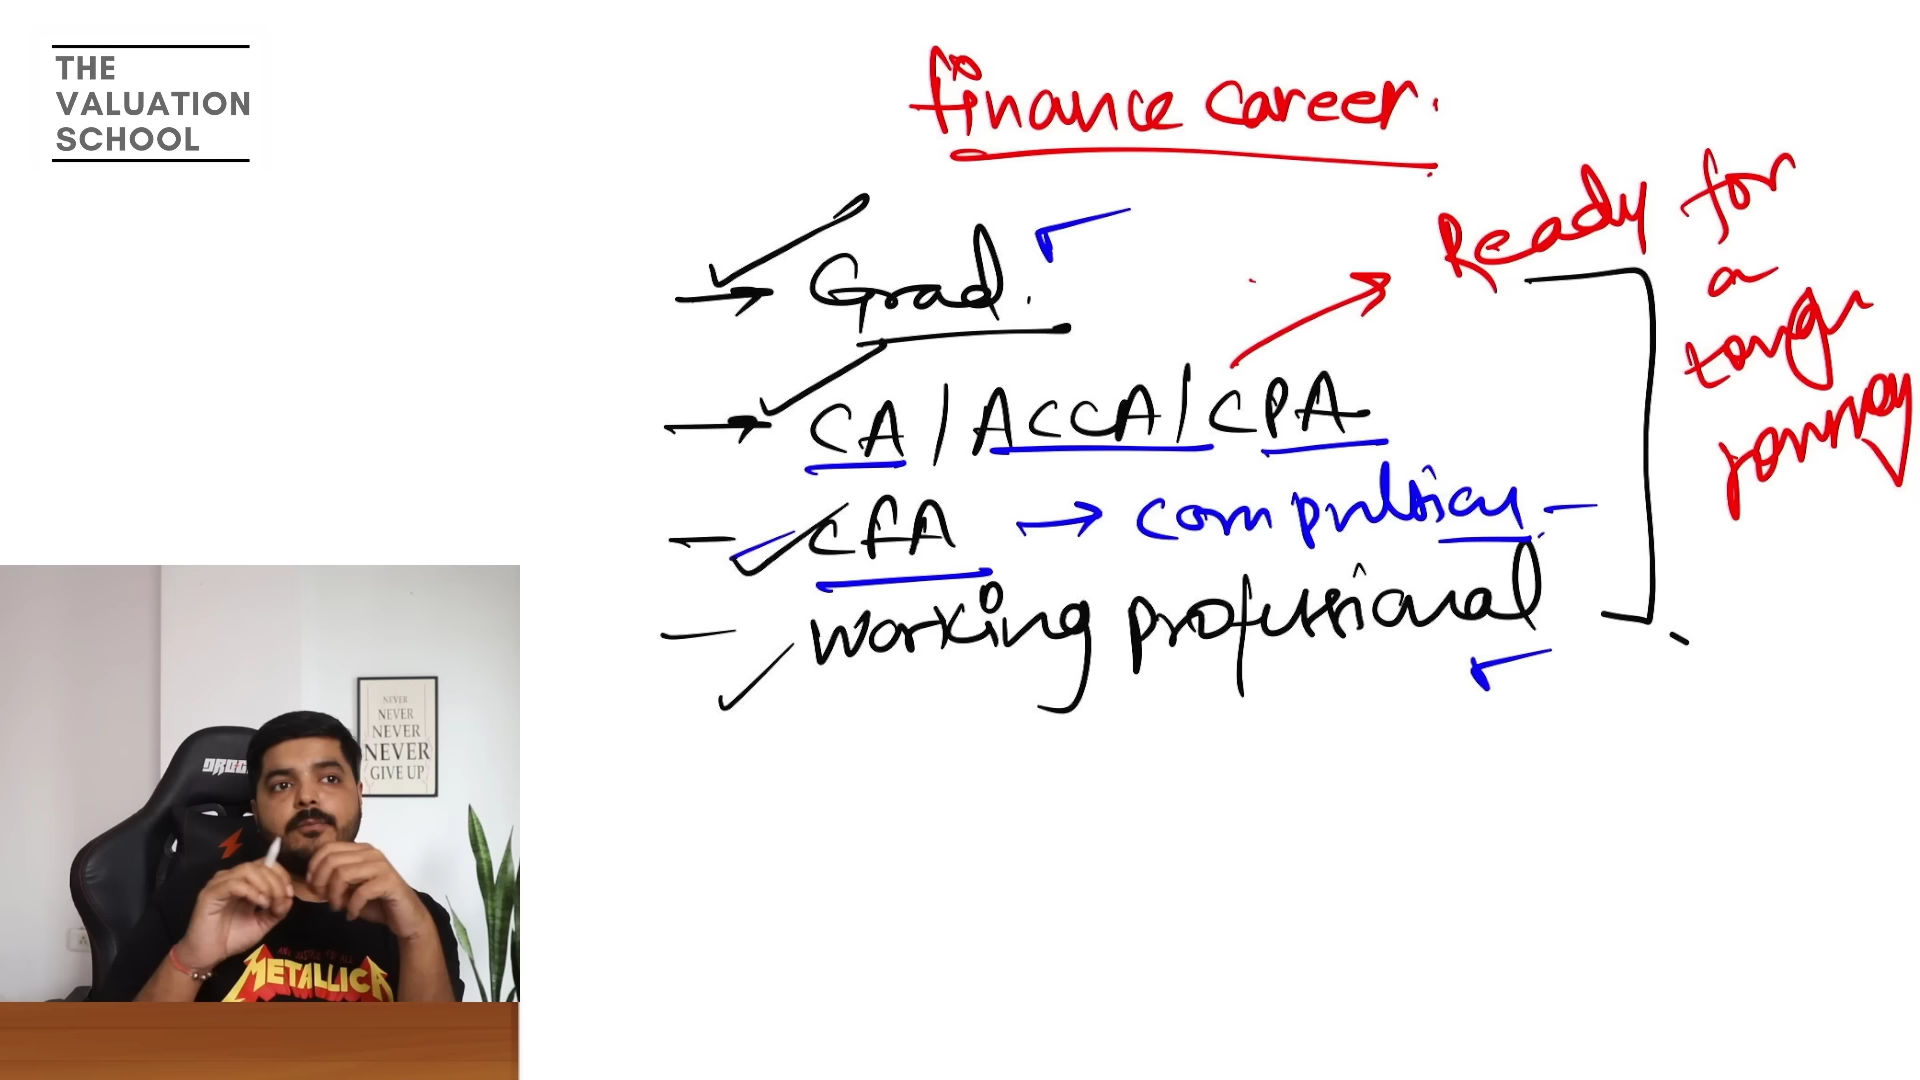 THE
VALUATION
SCHOOL
finance career.
Grad.
CA / ACCA / CPA
CFA → compulsion
working professional
Ready for
a
tough
journey
NEVER
NEVER
NEVER
NEVER
GIVE UP
METALLICA